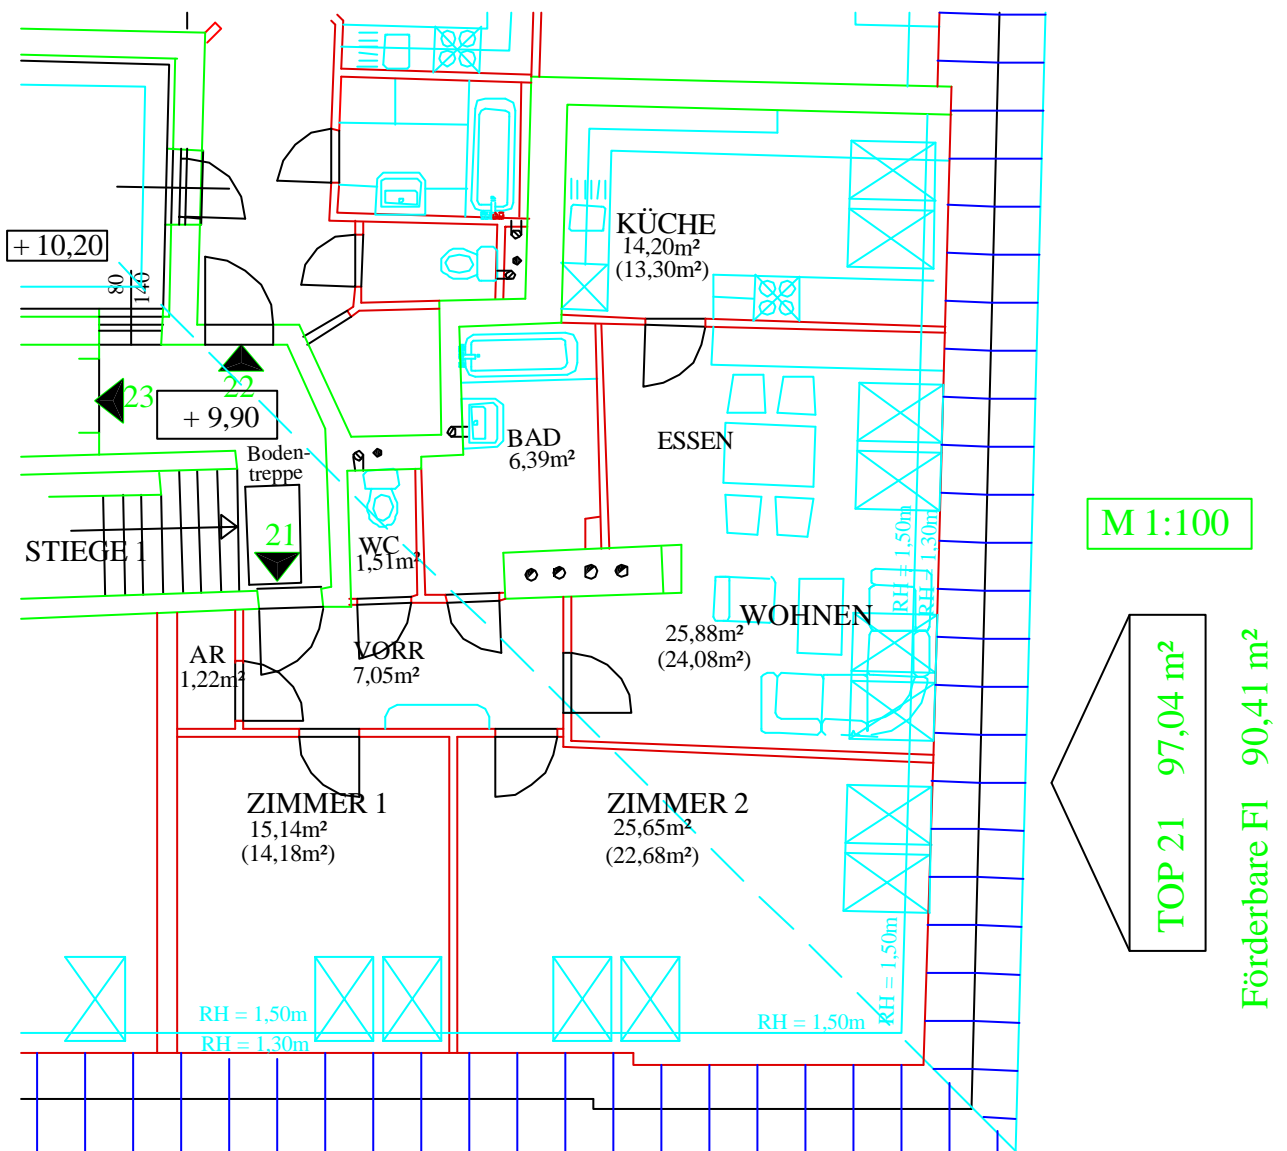 + 10,20
80
140
23
22
+ 9,90
Boden-
treppe
21
STIEGE 1
KÜCHE
14,20m²
(13,30m²)
BAD
6,39m²
ESSEN
WC
1,51m²
WOHNEN
25,88m²
(24,08m²)
RH = 1,50m
RH = 1,30m
AR
1,22m²
VORR
7,05m²
ZIMMER 1
15,14m²
(14,18m²)
ZIMMER 2
25,65m²
(22,68m²)
RH = 1,50m
RH = 1,30m
RH = 1,50m
RH = 1,50m
M 1:100
TOP 21 97,04 m²
Förderbare Fl 90,41 m²